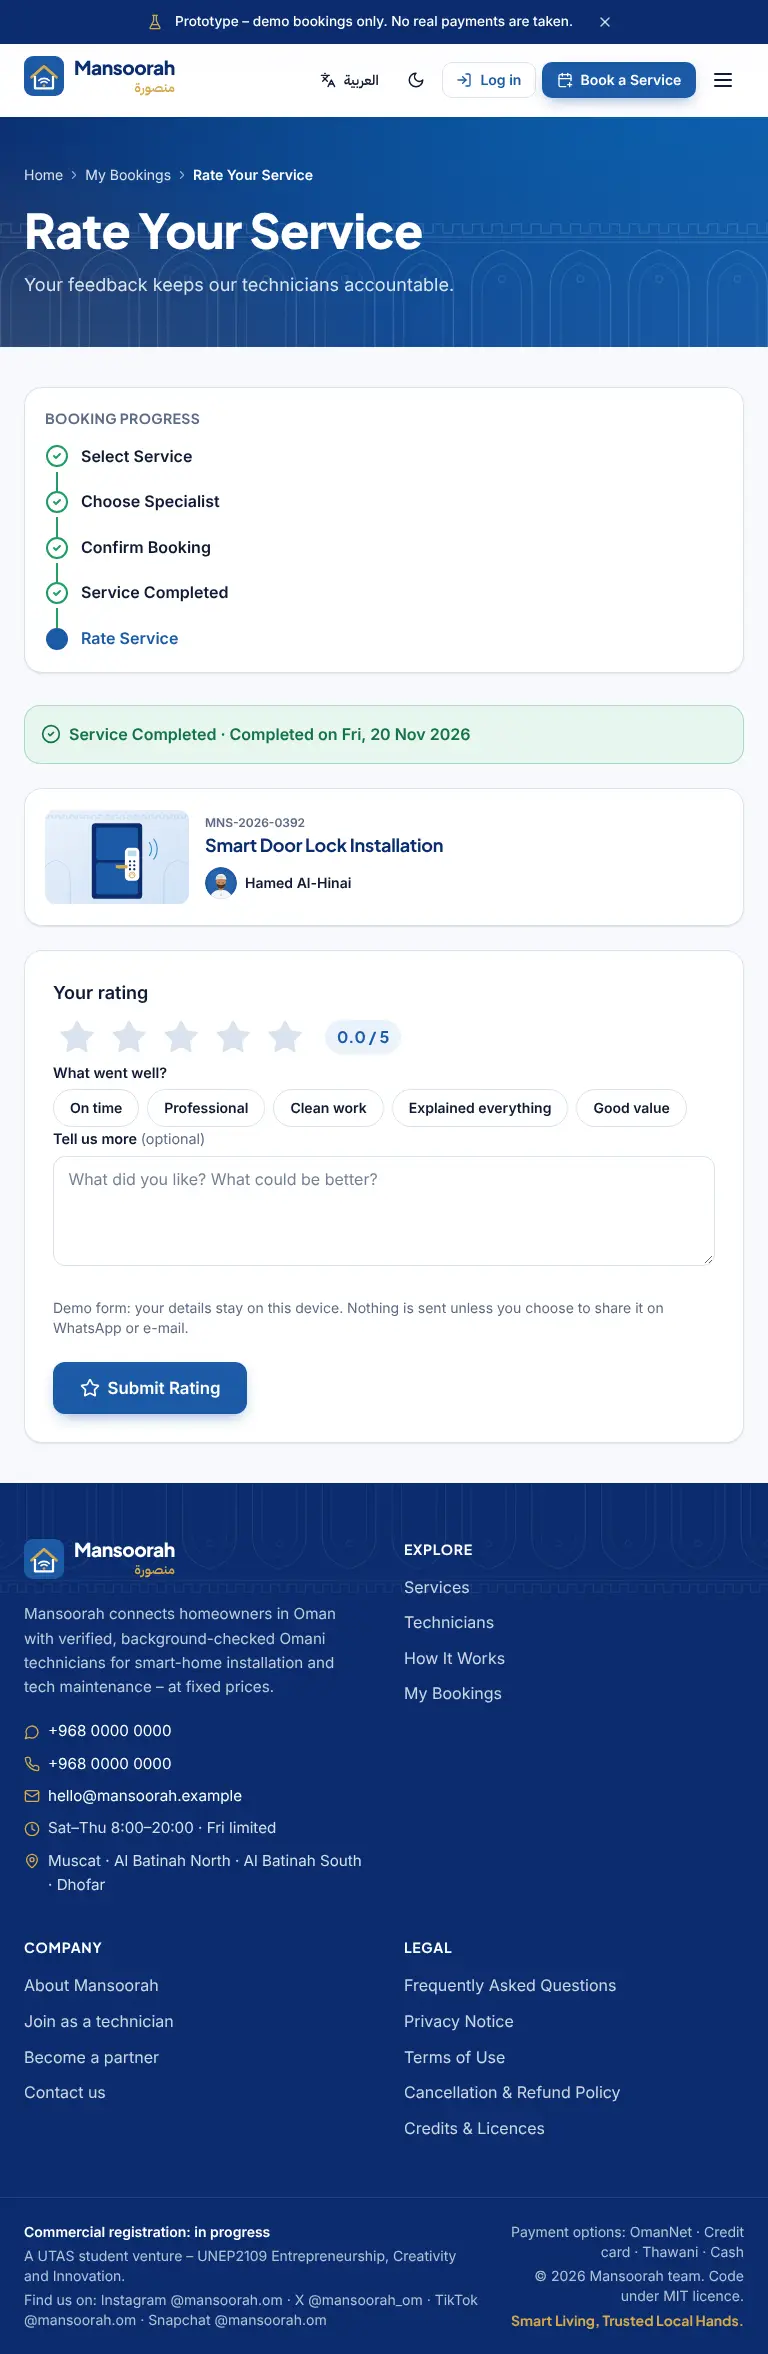 Prototype – demo bookings only. No real payments are taken.
Mansoorah
منصورة
العربية
Log in
Book a Service
Home > My Bookings > Rate Your Service
Rate Your Service
Your feedback keeps our technicians accountable.
BOOKING PROGRESS
Select Service
Choose Specialist
Confirm Booking
Service Completed
Rate Service
Service Completed · Completed on Fri, 20 Nov 2026
MNS-2026-0392
Smart Door Lock Installation
Hamed Al-Hinai
Your rating
0.0 / 5
What went well?
On time
Professional
Clean work
Explained everything
Good value
Tell us more (optional)
What did you like? What could be better?
Demo form: your details stay on this device. Nothing is sent unless you choose to share it on
WhatsApp or e-mail.
Submit Rating
Mansoorah
منصورة
Mansoorah connects homeowners in Oman
with verified, background-checked Omani
technicians for smart-home installation and
tech maintenance – at fixed prices.
+968 0000 0000
+968 0000 0000
hello@mansoorah.example
Sat–Thu 8:00–20:00 · Fri limited
Muscat · Al Batinah North · Al Batinah South
· Dhofar
EXPLORE
Services
Technicians
How It Works
My Bookings
COMPANY
About Mansoorah
Join as a technician
Become a partner
Contact us
LEGAL
Frequently Asked Questions
Privacy Notice
Terms of Use
Cancellation & Refund Policy
Credits & Licences
Commercial registration: in progress
A UTAS student venture – UNEP2109 Entrepreneurship, Creativity
and Innovation.
Find us on: Instagram @mansoorah.om · X @mansoorah_om · TikTok
@mansoorah.om · Snapchat @mansoorah.om
Payment options: OmanNet · Credit
card · Thawani · Cash
© 2026 Mansoorah team. Code
under MIT licence.
Smart Living, Trusted Local Hands.